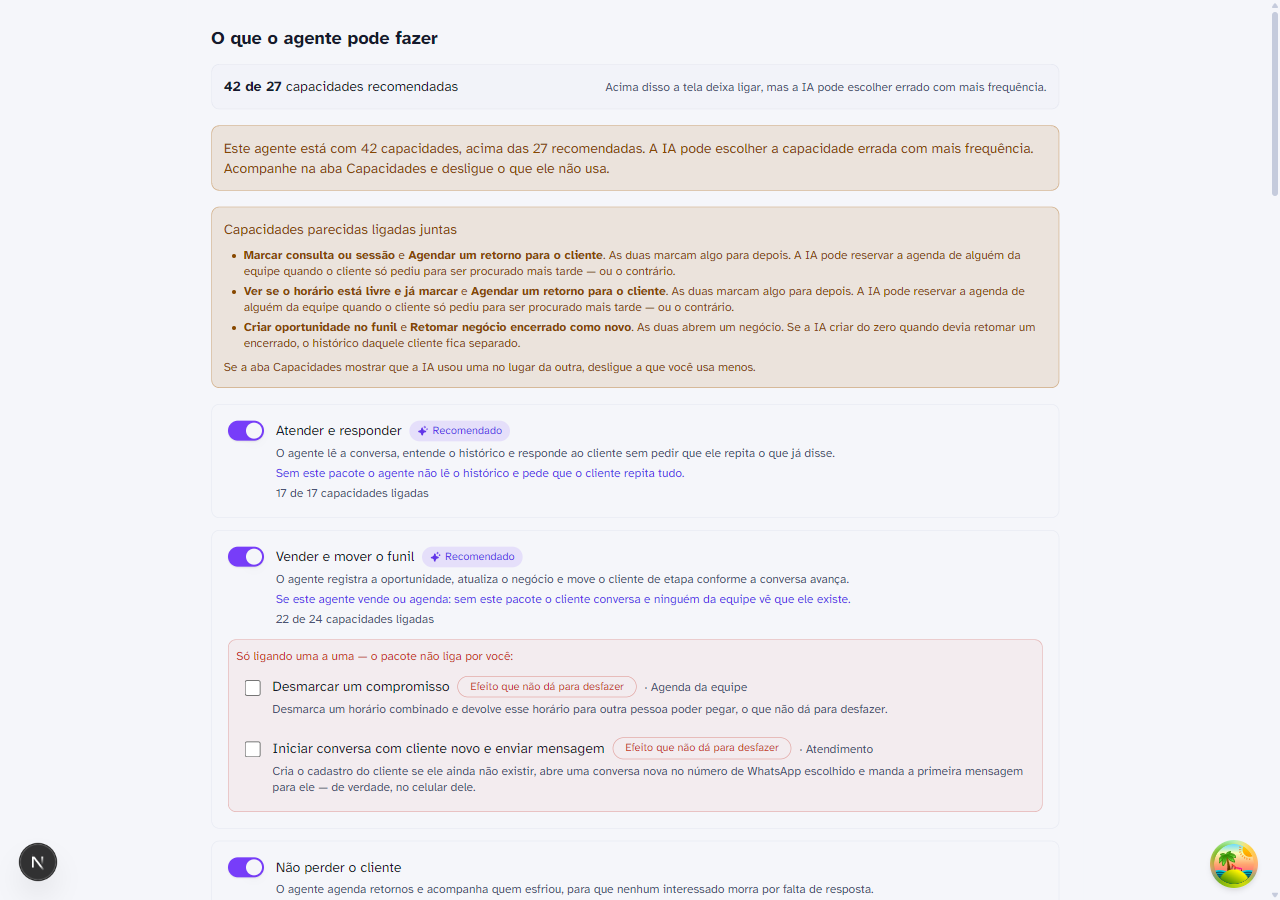 O que o agente pode fazer
42 de 27 capacidades recomendadas
Acima disso a tela deixa ligar, mas a IA pode escolher errado com mais frequência.
Este agente está com 42 capacidades, acima das 27 recomendadas. A IA pode escolher a capacidade errada com mais frequência.
Acompanhe na aba Capacidades e desligue o que ele não usa.
Capacidades parecidas ligadas juntas
• Marcar consulta ou sessão e Agendar um retorno para o cliente. As duas marcam algo para depois. A IA pode reservar a agenda de alguém da
equipe quando o cliente só pediu para ser procurado mais tarde — ou o contrário.
• Ver se o horário está livre e já marcar e Agendar um retorno para o cliente. As duas marcam algo para depois. A IA pode reservar a agenda de
alguém da equipe quando o cliente só pediu para ser procurado mais tarde — ou o contrário.
• Criar oportunidade no funil e Retomar negócio encerrado como novo. As duas abrem um negócio. Se a IA criar do zero quando devia retomar um
encerrado, o histórico daquele cliente fica separado.
Se a aba Capacidades mostrar que a IA usou uma no lugar da outra, desligue a que você usa menos.
Atender e responder Recomendado
O agente lê a conversa, entende o histórico e responde ao cliente sem pedir que ele repita o que já disse.
Sem este pacote o agente não lê o histórico e pede que o cliente repita tudo.
17 de 17 capacidades ligadas
Vender e mover o funil Recomendado
O agente registra a oportunidade, atualiza o negócio e move o cliente de etapa conforme a conversa avança.
Se este agente vende ou agenda: sem este pacote o cliente conversa e ninguém da equipe vê que ele existe.
22 de 24 capacidades ligadas
Só ligando uma a uma — o pacote não liga por você:
Desmarcar um compromisso Efeito que não dá para desfazer · Agenda da equipe
Desmarca um horário combinado e devolve esse horário para outra pessoa poder pegar, o que não dá para desfazer.
Iniciar conversa com cliente novo e enviar mensagem Efeito que não dá para desfazer · Atendimento
Cria o cadastro do cliente se ele ainda não existir, abre uma conversa nova no número de WhatsApp escolhido e manda a primeira mensagem
para ele — de verdade, no celular dele.
Não perder o cliente
O agente agenda retornos e acompanha quem esfriou, para que nenhum interessado morra por falta de resposta.
N